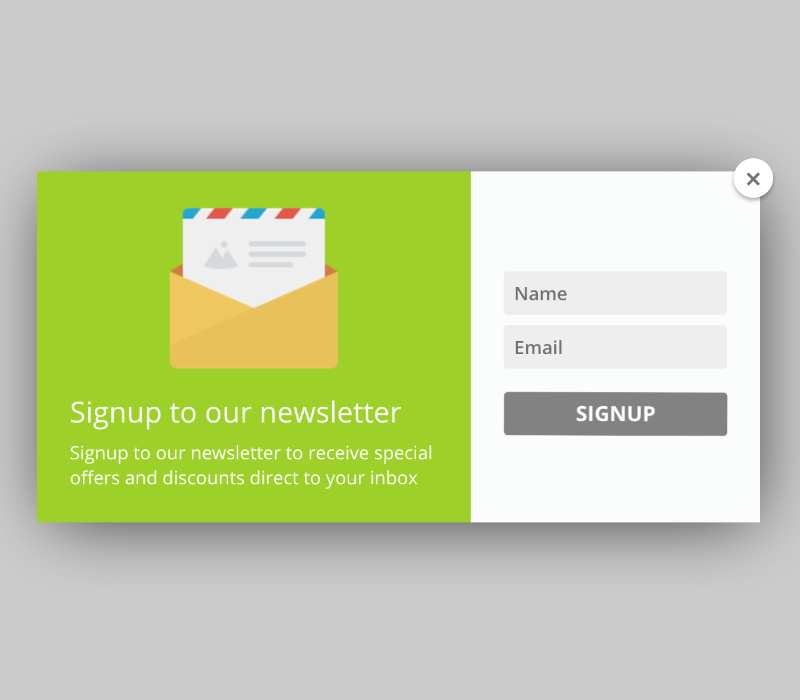 Signup to our newsletter
Signup to our newsletter to receive special
offers and discounts direct to your inbox
Name
Email
SIGNUP